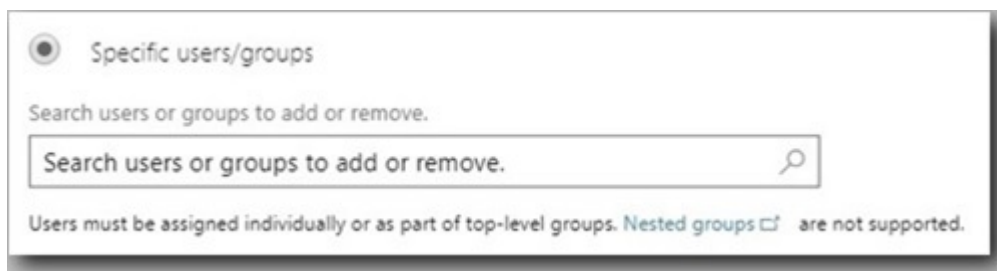 Specific users/groups
Search users or groups to add or remove.
Search users or groups to add or remove.
Users must be assigned individually or as part of top-level groups. Nested groups are not supported.